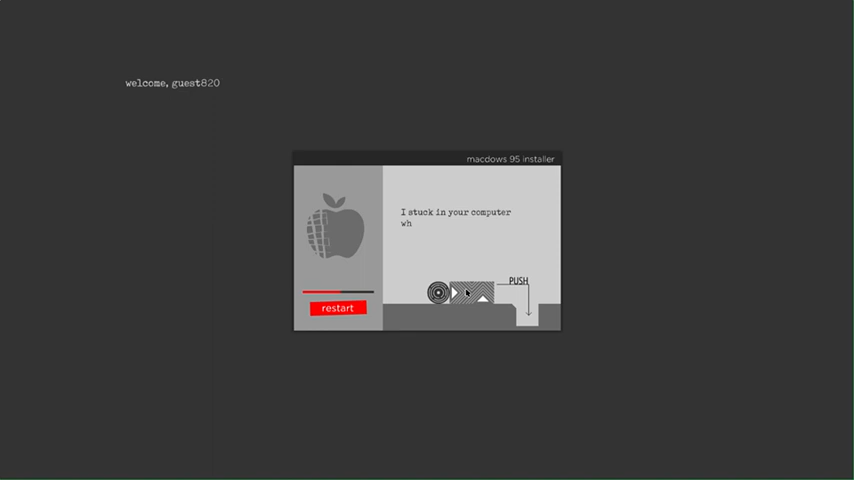 welcome, guest820
macdows 95 installer
I stuck in your computer
wh
PUSH
restart